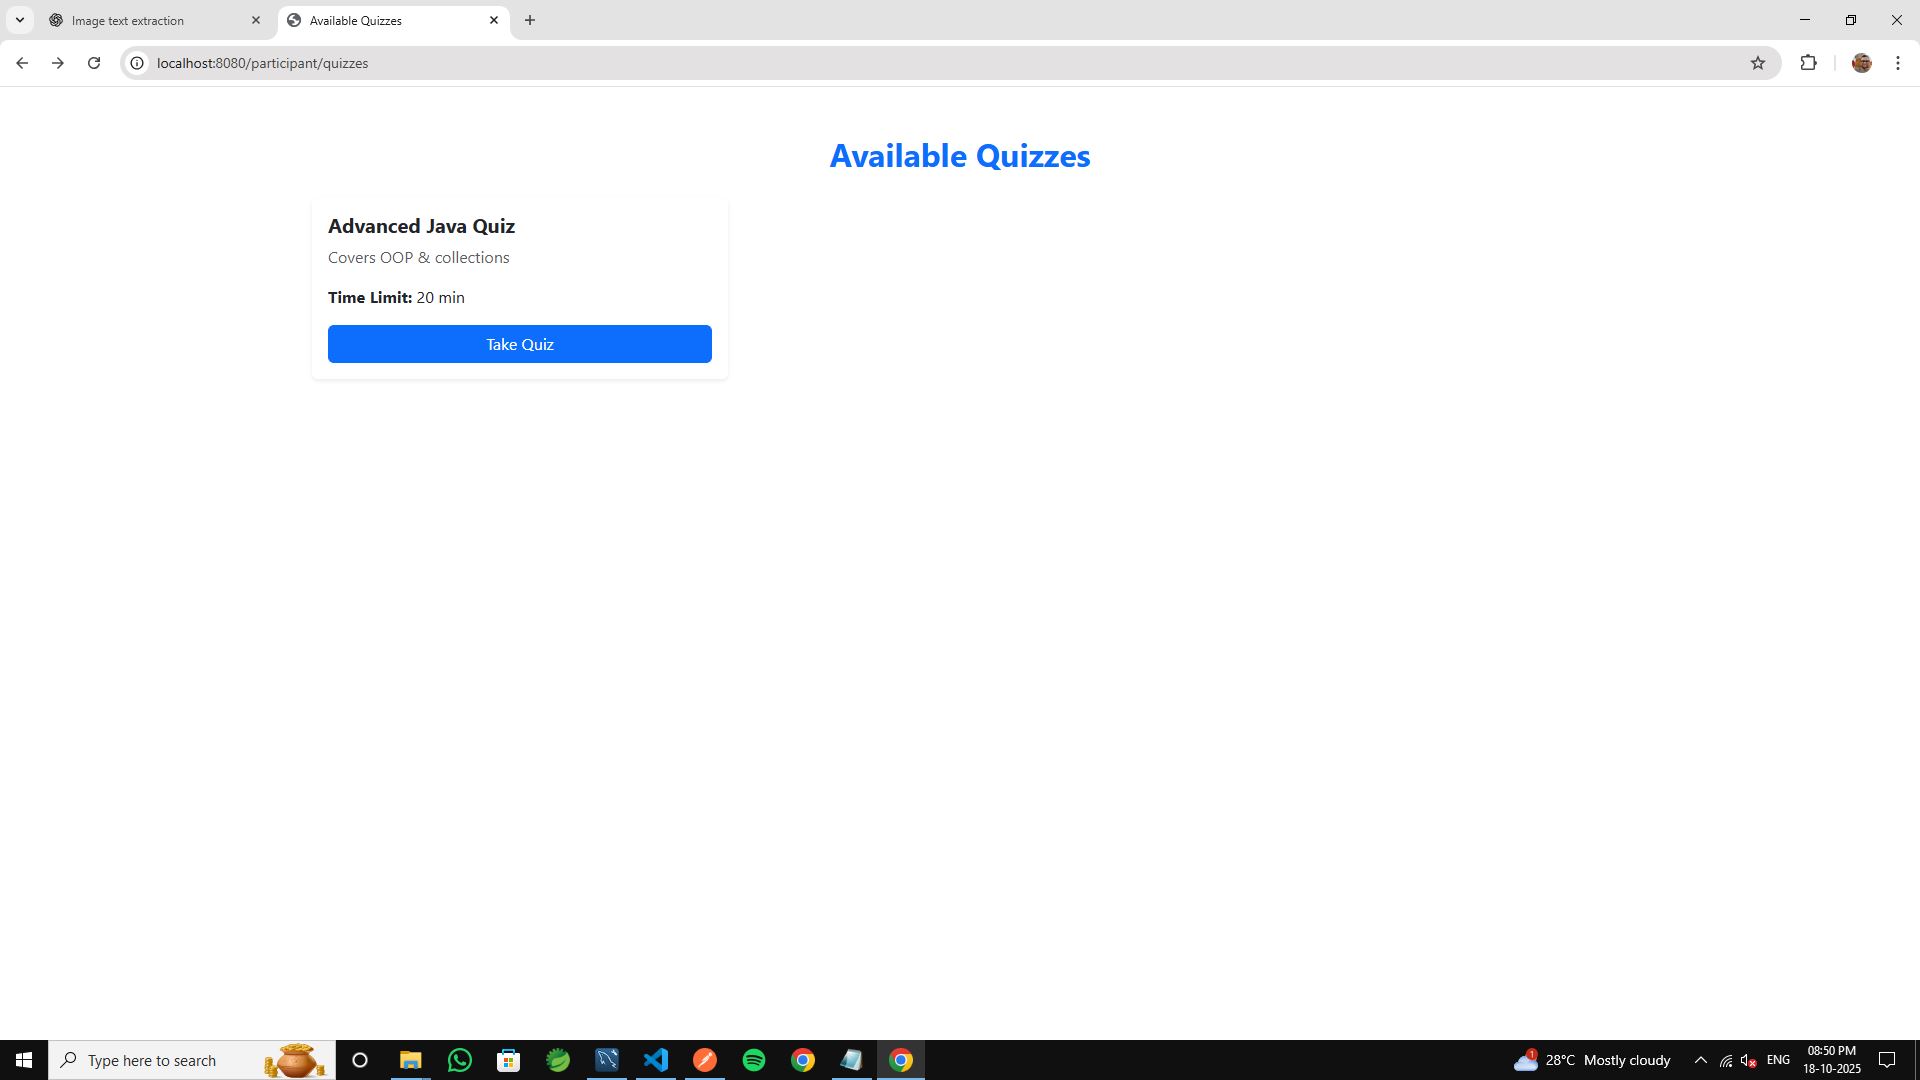 Image text extraction
Available Quizzes
localhost:8080/participant/quizzes
Available Quizzes
Advanced Java Quiz
Covers OOP & collections
Time Limit: 20 min
Take Quiz
Type here to search
1
28°C Mostly cloudy
ENG
08:50 PM
18-10-2025